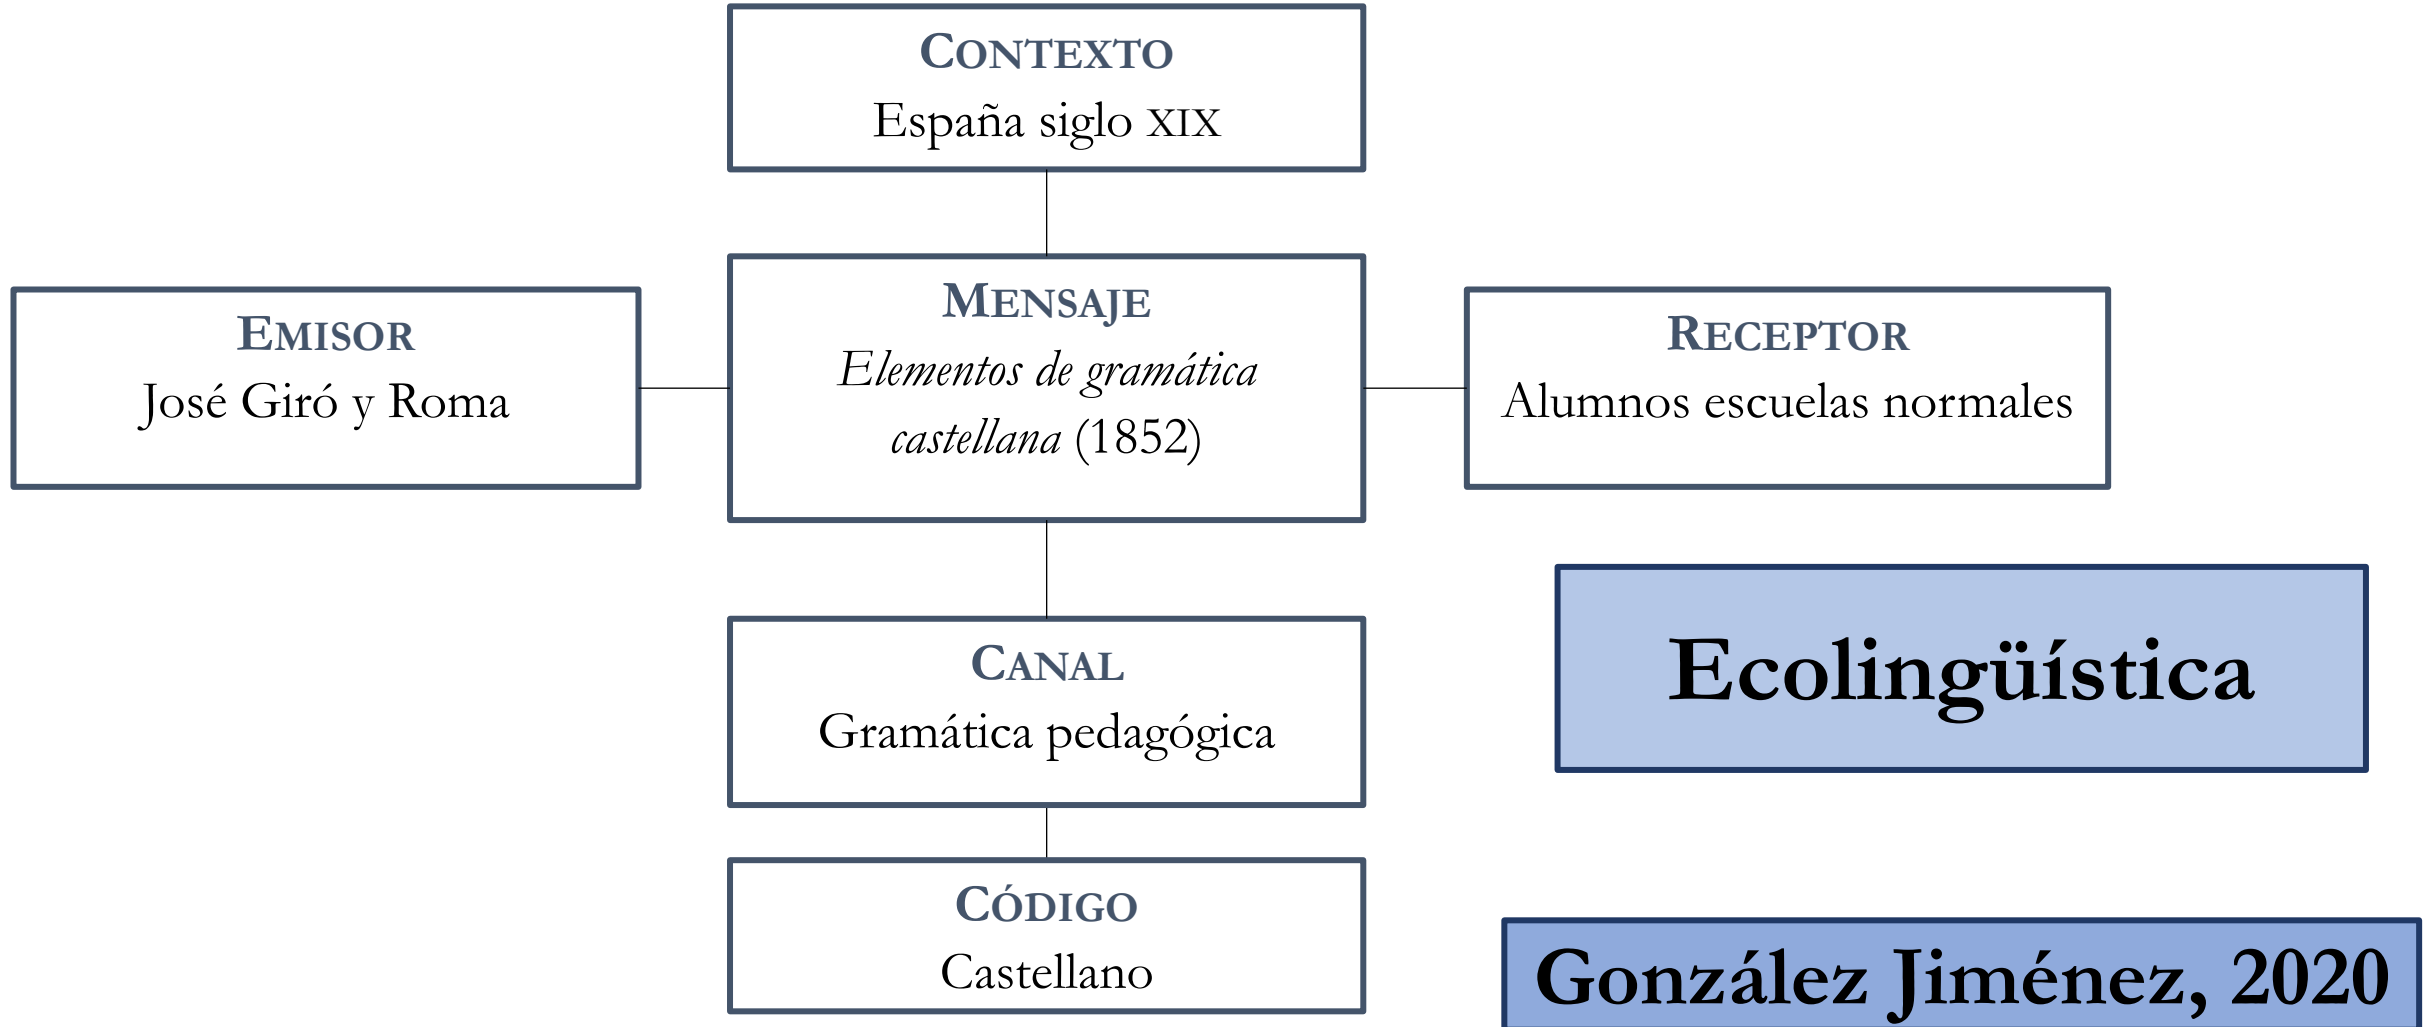 CONTEXTO
España siglo XIX
EMISOR
José Giró y Roma
MENSAJE
Elementos de gramática
castellana (1852)
RECEPTOR
Alumnos escuelas normales
CANAL
Gramática pedagógica
CÓDIGO
Castellano
Ecolingüística
González Jiménez, 2020